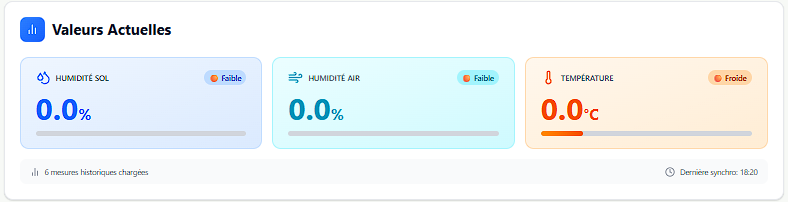 Valeurs Actuelles
HUMIDITÉ SOL
Faible
0.0%
HUMIDITÉ AIR
Faible
0.0%
TEMPÉRATURE
Froide
0.0°C
6 mesures historiques chargées
Dernière synchro: 18:20